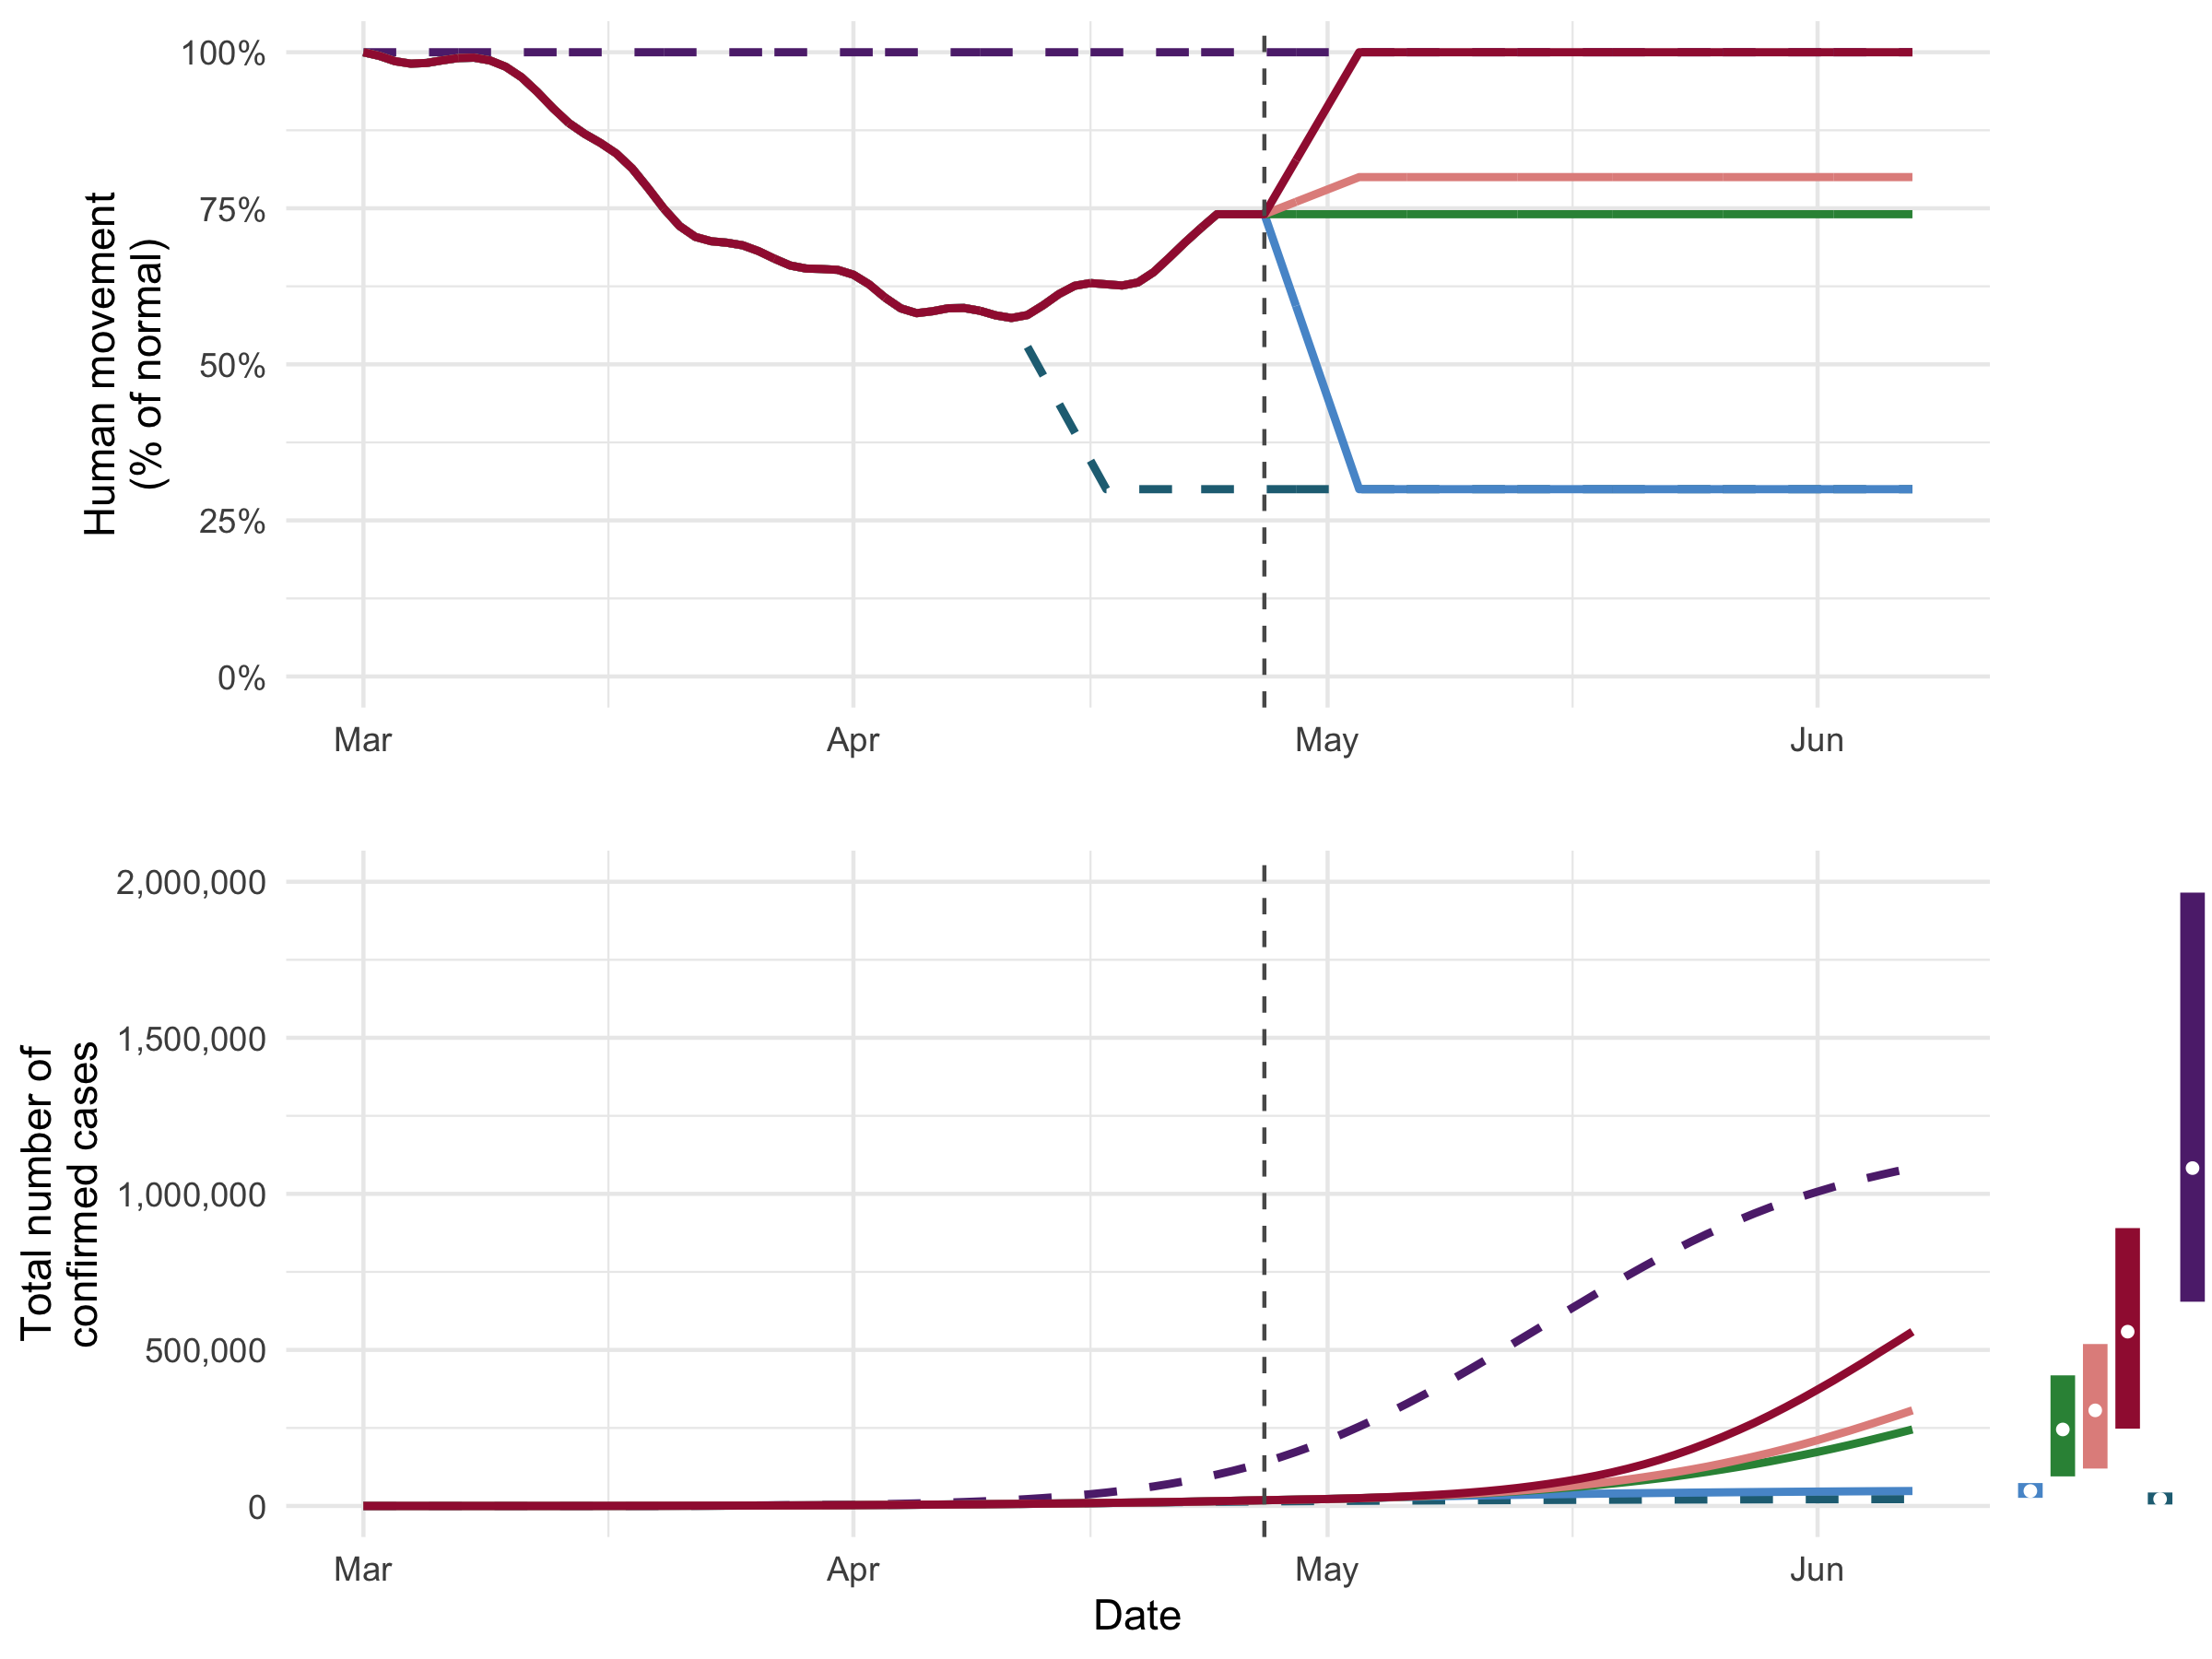 Human movement
(% of normal)
100%
75%
50%
25%
0%
Mar
Apr
May
Jun
Total number of
confirmed cases
2,000,000
1,500,000
1,000,000
500,000
0
Mar
Apr
May
Jun
Date